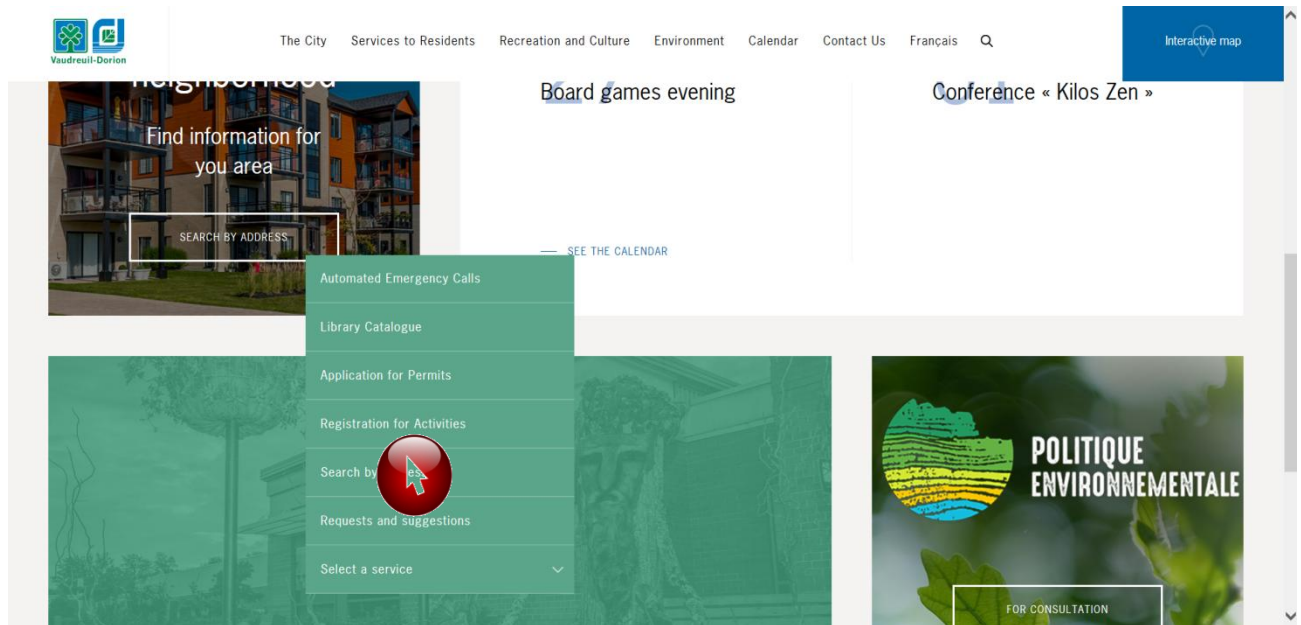 Vaudreuil-Dorion
The City
Services to Residents
Recreation and Culture
Environment
Calendar
Contact Us
Français
Interactive map
neighborhood
Find information for
you area
SEARCH BY ADDRESS
Board games evening
Conference « Kilos Zen »
SEE THE CALENDAR
Automated Emergency Calls
Library Catalogue
Application for Permits
Registration for Activities
Search by
Requests and suggestions
Select a service
POLITIQUE
ENVIRONNEMENTALE
FOR CONSULTATION